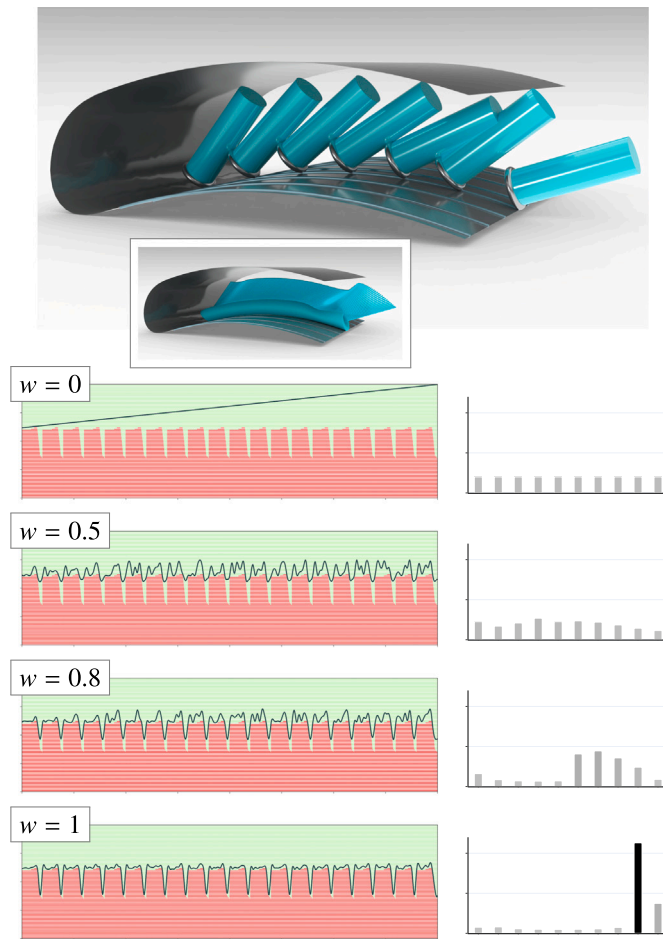 w = 0
w = 0.5
w = 0.8
w = 1